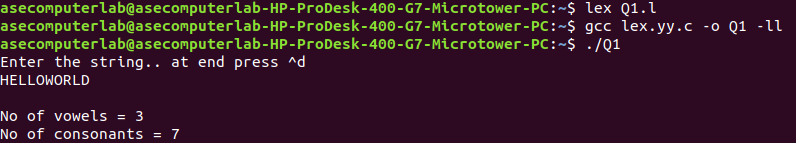 asecomputerlab@asecomputerlab-HP-ProDesk-400-G7-Microtower-PC:~$ lex Q1.l
asecomputerlab@asecomputerlab-HP-ProDesk-400-G7-Microtower-PC:~$ gcc lex.yy.c -o Q1 -ll
asecomputerlab@asecomputerlab-HP-ProDesk-400-G7-Microtower-PC:~$ ./Q1
Enter the string.. at end press ^d
HELLOWORLD
No of vowels = 3
No of consonants = 7